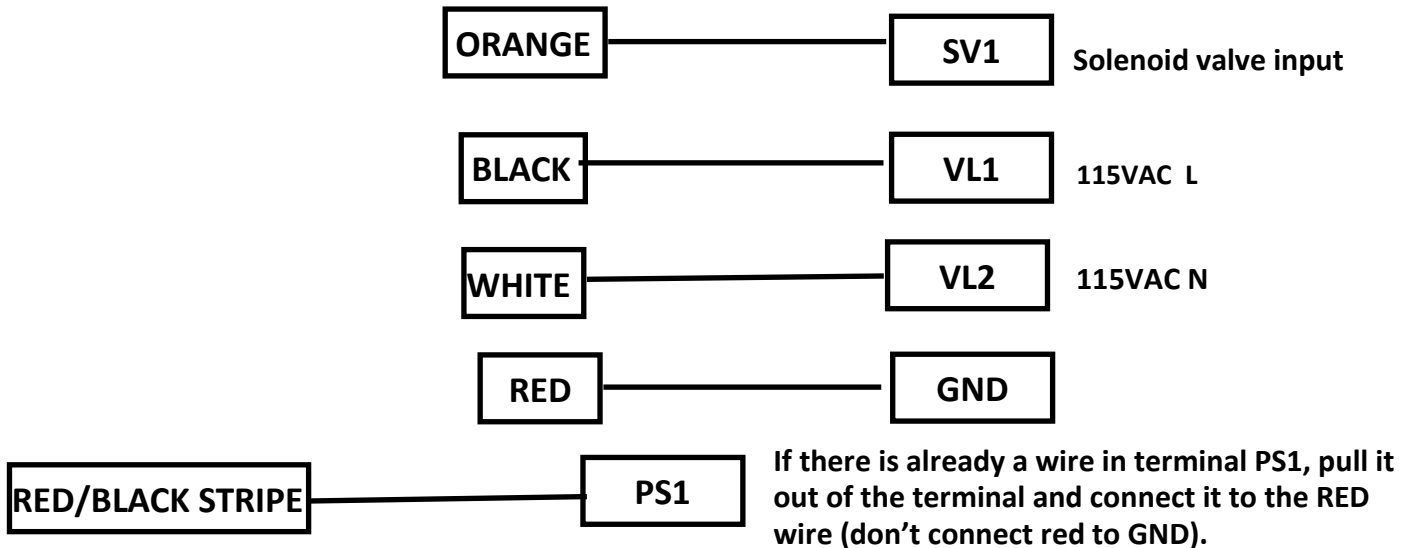 ORANGE SV1 Solenoid valve input
BLACK VL1 115VAC L
WHITE VL2 115VAC N
RED GND
RED/BLACK STRIPE PS1 If there is already a wire in terminal PS1, pull it
out of the terminal and connect it to the RED
wire (don’t connect red to GND).